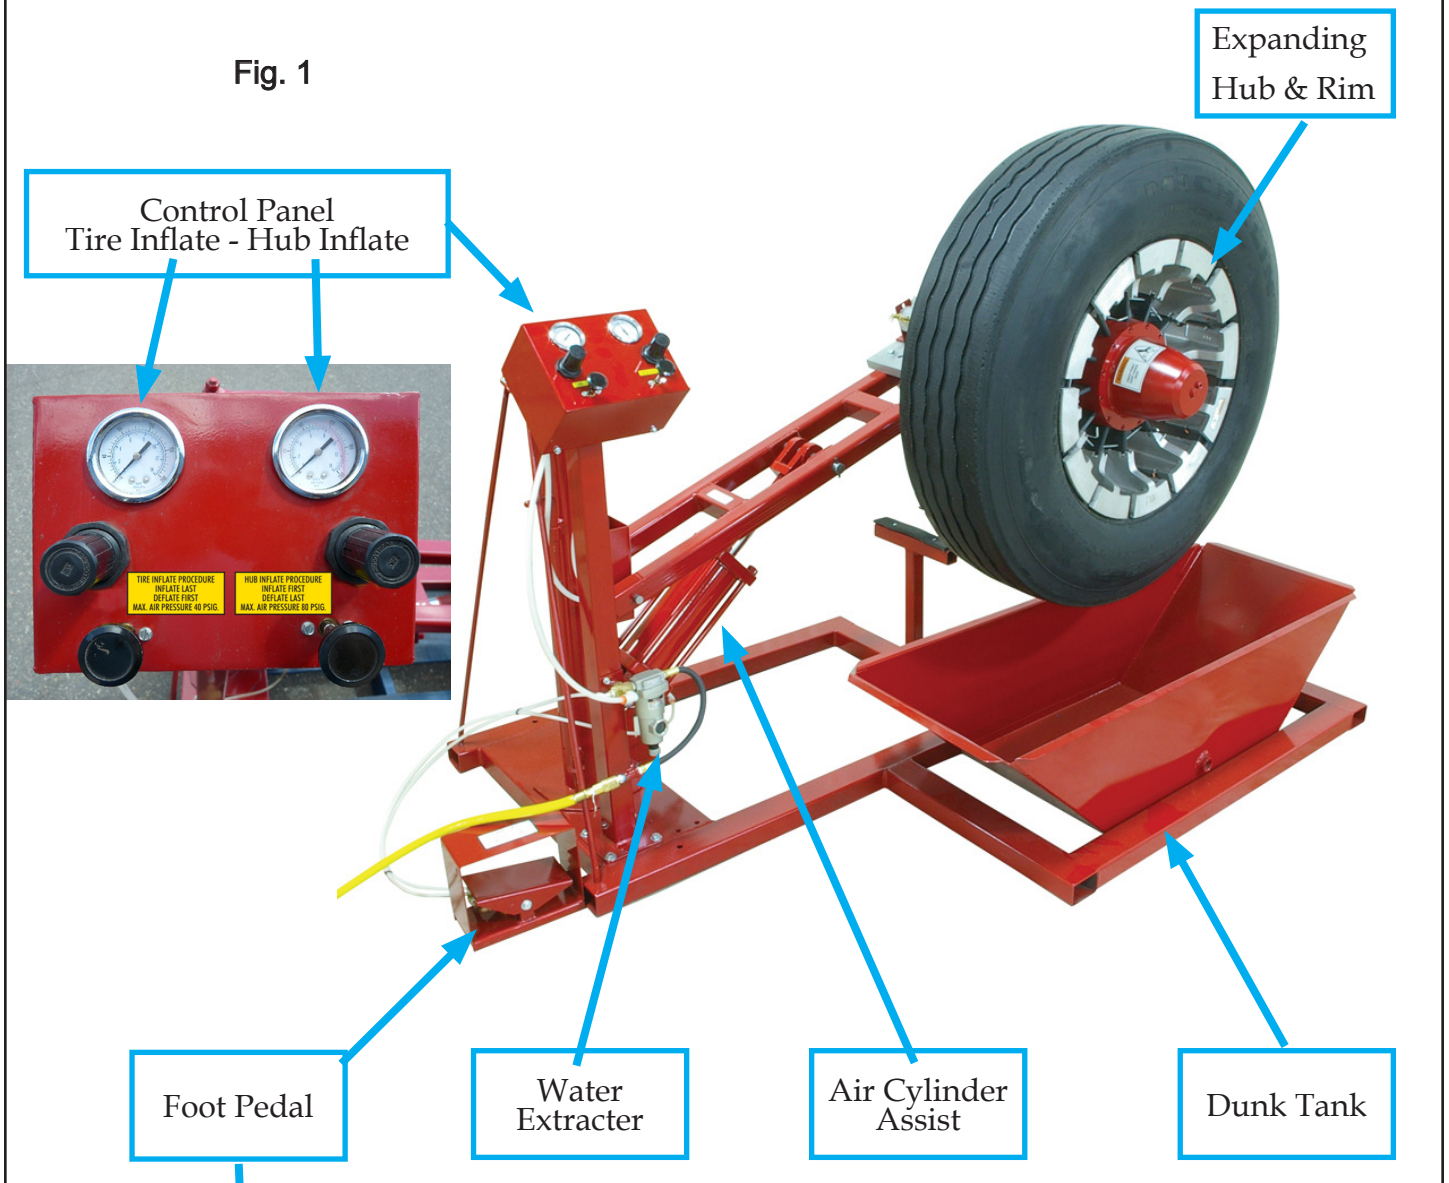 Fig. 1
Expanding
Hub & Rim
Control Panel
Tire Inflate - Hub Inflate
TIRE INFLATE PROCEDURE
INFLATE LAST
DEFLATE FIRST
MAX. AIR PRESSURE 40 PSIG.
HUB INFLATE PROCEDURE
INFLATE FIRST
DEFLATE LAST
MAX. AIR PRESSURE 80 PSIG.
Foot Pedal
Water
Extracter
Air Cylinder
Assist
Dunk Tank